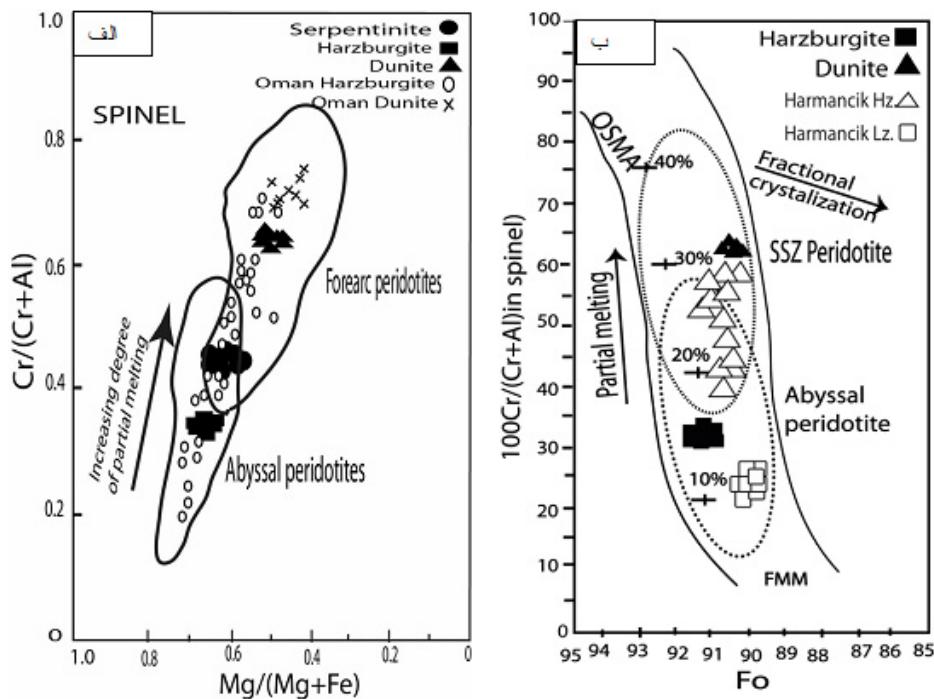 الف
SPINEL
Serpentinite
Harzburgite
Dunite
Oman Harzburgite
Oman Dunite
Forearc peridotites
Abyssal peridotites
Increasing degree
of partial melting
Cr/(Cr+Al)
1.0
0.8
0.6
0.4
0.2
0
1.0
0.8
0.6
0.4
0.2
0
Mg/(Mg+Fe)
ب
Harzburgite
Dunite
Harmancik Hz.
Harmancik Lz.
OSMA
40%
30%
20%
10%
Fractional
crystalization
SSZ Peridotite
Partial melting
Abyssal
peridotite
FMM
100Cr/(Cr+Al)in spinel
100
90
80
70
60
50
40
30
20
10
0
95 94 93 92 91 90 89 88 87 86 85
Fo